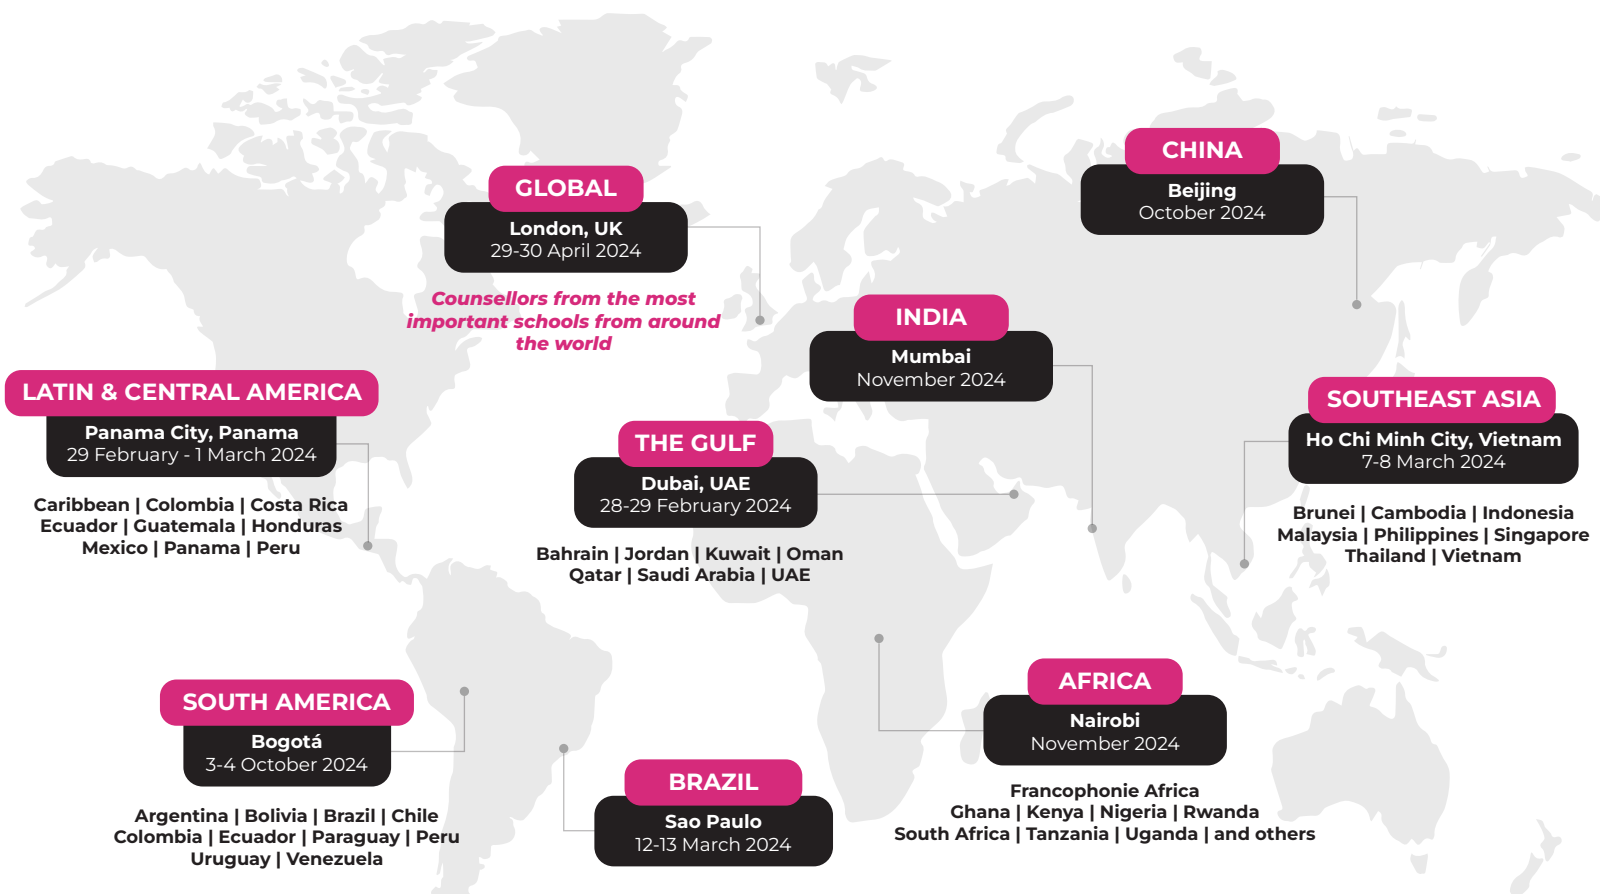 CHINA
Beijing
October 2024
GLOBAL
London, UK
29-30 April 2024
Counsellors from the most
important schools from around
the world
INDIA
Mumbai
November 2024
LATIN & CENTRAL AMERICA
Panama City, Panama
29 February - 1 March 2024
Caribbean | Colombia | Costa Rica
Ecuador | Guatemala | Honduras
Mexico | Panama | Peru
THE GULF
Dubai, UAE
28-29 February 2024
Bahrain | Jordan | Kuwait | Oman
Qatar | Saudi Arabia | UAE
SOUTHEAST ASIA
Ho Chi Minh City, Vietnam
7-8 March 2024
Brunei | Cambodia | Indonesia
Malaysia | Philippines | Singapore
Thailand | Vietnam
SOUTH AMERICA
Bogotá
3-4 October 2024
Argentina | Bolivia | Brazil | Chile
Colombia | Ecuador | Paraguay | Peru
Uruguay | Venezuela
BRAZIL
Sao Paulo
12-13 March 2024
AFRICA
Nairobi
November 2024
Francophonie Africa
Ghana | Kenya | Nigeria | Rwanda
South Africa | Tanzania | Uganda | and others